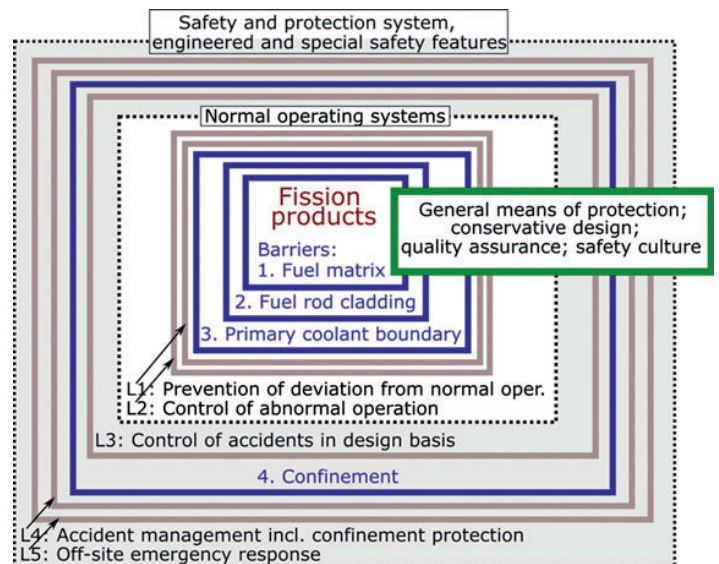 Safety and protection system,
engineered and special safety features
Normal operating systems
Fission
products
Barriers:
1. Fuel matrix
2. Fuel rod cladding
3. Primary coolant boundary
General means of protection;
conservative design;
quality assurance; safety culture
L1: Prevention of deviation from normal oper.
L2: Control of abnormal operation
L3: Control of accidents in design basis
4. Confinement
L4: Accident management incl. confinement protection
L5: Off-site emergency response